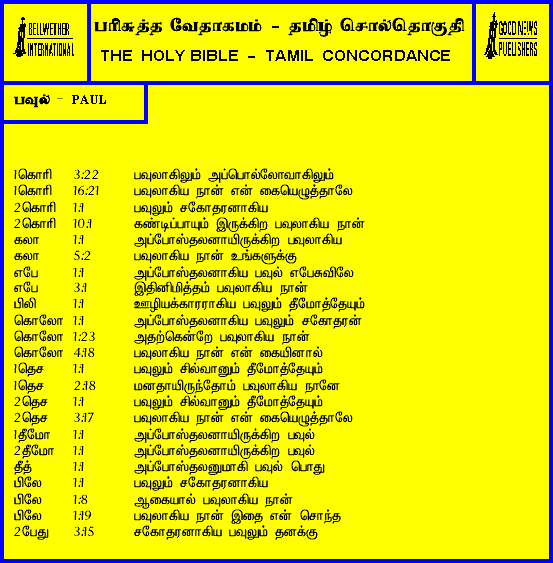 BELLWETHER
INTERNATIONAL
பரிசுத்த வேதாகமம் - தமிழ் சொல்தொகுதி
THE HOLY BIBLE - TAMIL CONCORDANCE
GOOD NEWS
PUBLISHERS
பவுல் - PAUL
1கொரி 3:22 பவுலாகிலும் அப்பொல்லோவாகிலும்
1கொரி 16:21 பவுலாகிய நான் என் கையெழுத்தாலே
2கொரி 1:1 பவுலும் சகோதரனாகிய
2கொரி 10:1 கண்டிப்பாயும் இருக்கிற பவுலாகிய நான்
கலா 1:1 அப்போஸ்தலனாயிருக்கிற பவுலாகிய
கலா 5:2 பவுலாகிய நான் உங்களுக்கு
எபே 1:1 அப்போஸ்தலனாகிய பவுல் எபேசுவிலே
எபே 3:1 இதினிமித்தம் பவுலாகிய நான்
பிலி 1:1 ஊழியக்காரராகிய பவுலும் தீமோத்தேயும்
கொலோ 1:1 அப்போஸ்தலனாகிய பவுலும் சகோதரன்
கொலோ 1:23 அதற்கென்றே பவுலாகிய நான்
கொலோ 4:18 பவுலாகிய நான் என் கையினால்
1தெச 1:1 பவுலும் சில்வானும் தீமோத்தேயும்
1தெச 2:18 மனதாயிருந்தோம் பவுலாகிய நானே
2தெச 1:1 பவுலும் சில்வானும் தீமோத்தேயும்
2தெச 3:17 பவுலாகிய நான் என் கையெழுத்தாலே
1தீமோ 1:1 அப்போஸ்தலனாயிருக்கிற பவுல்
2தீமோ 1:1 அப்போஸ்தலனாயிருக்கிற பவுல்
தீத் 1:1 அப்போஸ்தலனுமாகி பவுல் பொது
பிலே 1:1 பவுலும் சகோதரனாகிய
பிலே 1:8 ஆகையால் பவுலாகிய நான்
பிலே 1:19 பவுலாகிய நான் இதை என் சொந்த
2பேது 3:15 சகோதரனாகிய பவுலும் தனக்கு